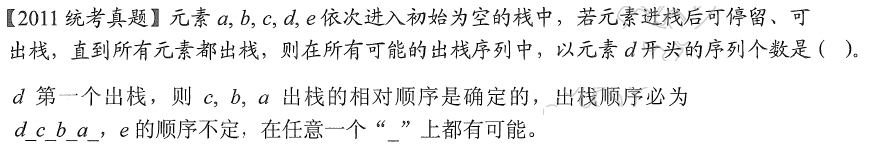 【2011 统考真题】元素 a, b, c, d, e 依次进入初始为空的栈中，若元素进栈后可停留、可
出栈，直到所有元素都出栈，则在所有可能的出栈序列中，以元素 d 开头的序列个数是（ ）。
d 第一个出栈，则 c, b, a 出栈的相对顺序是确定的，出栈顺序必为
d_c_b_a_，e 的顺序不定，在任意一个“_”上都有可能。